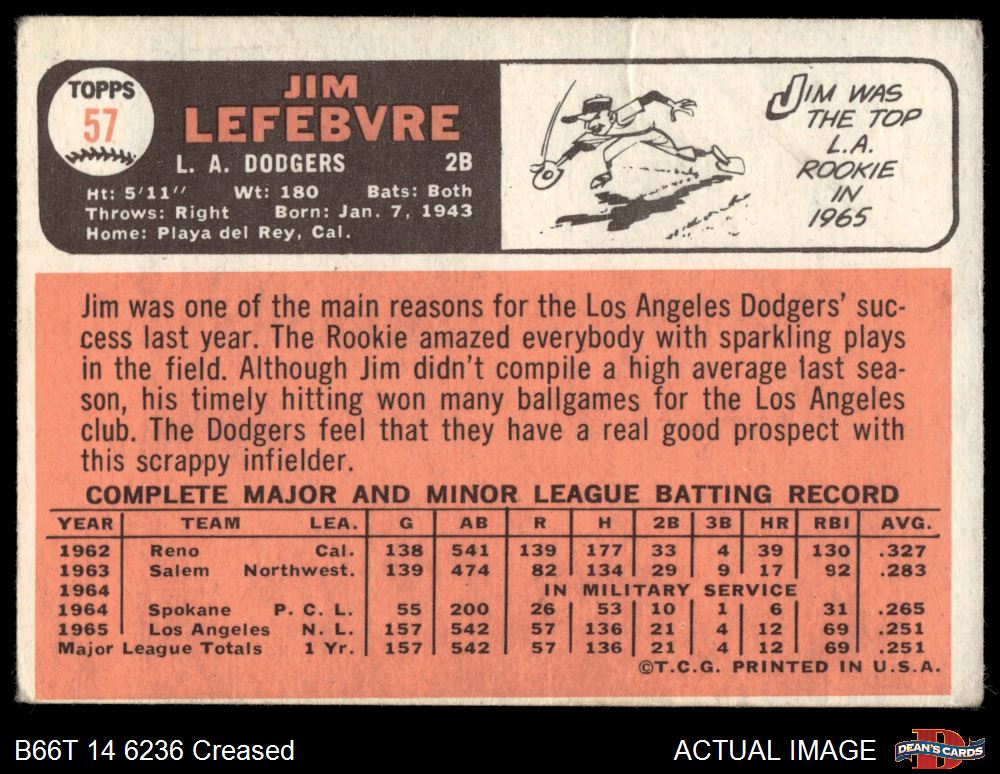 TOPPS
57
JIM
LEFEBVRE
L. A. DODGERS 2B
Ht: 5'11" Wt: 180 Bats: Both
Throws: Right Born: Jan. 7, 1943
Home: Playa del Rey, Cal.
JIM WAS
THE TOP
L.A.
ROOKIE
IN
1965
Jim was one of the main reasons for the Los Angeles Dodgers' suc-
cess last year. The Rookie amazed everybody with sparkling plays
in the field. Although Jim didn't compile a high average last sea-
son, his timely hitting won many ballgames for the Los Angeles
club. The Dodgers feel that they have a real good prospect with
this scrappy infielder.
COMPLETE MAJOR AND MINOR LEAGUE BATTING RECORD
YEAR TEAM LEA. G AB R H 2B 3B HR RBI AVG.
1962 Reno Cal. 138 541 139 177 33 4 39 130 .327
1963 Salem Northwest. 139 474 82 134 29 9 17 92 .283
1964 IN MILITARY SERVICE
1964 Spokane P. C. L. 55 200 26 53 10 1 6 31 .265
1965 Los Angeles N. L. 157 542 57 136 21 4 12 69 .251
Major League Totals 1 Yr. 157 542 57 136 21 4 12 69 .251
©T.C.G. PRINTED IN U.S.A.
B66T 14 6236 Creased
ACTUAL IMAGE
D
DEAN'S CARDS